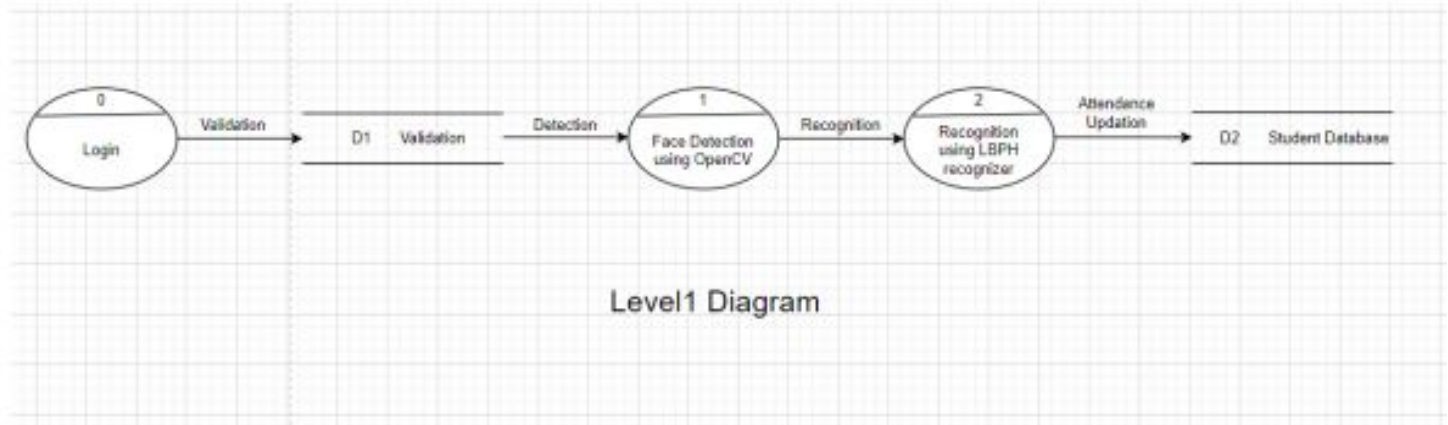 0
Login
Validation
D1 Validation
Detection
1
Face Detection
using OpenCV
Recognition
2
Recognition
using LBPH
recognizer
Attendance
Updation
D2 Student Database
Level1 Diagram